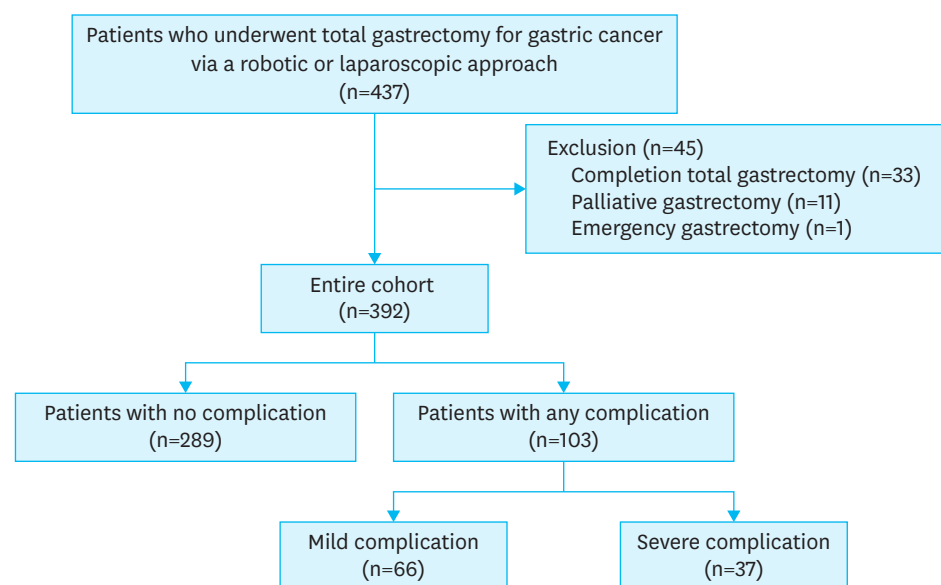 Patients who underwent total gastrectomy for gastric cancer
via a robotic or laparoscopic approach
(n=437)
Exclusion (n=45)
Completion total gastrectomy (n=33)
Palliative gastrectomy (n=11)
Emergency gastrectomy (n=1)
Entire cohort
(n=392)
Patients with no complication
(n=289)
Patients with any complication
(n=103)
Mild complication
(n=66)
Severe complication
(n=37)